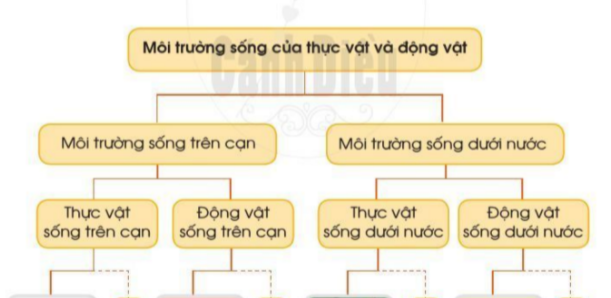 Cánh Diều
Môi trường sống của thực vật và động vật
Môi trường sống trên cạn
Môi trường sống dưới nước
Thực vật
sống trên cạn
Động vật
sống trên cạn
Thực vật
sống dưới nước
Động vật
sống dưới nước